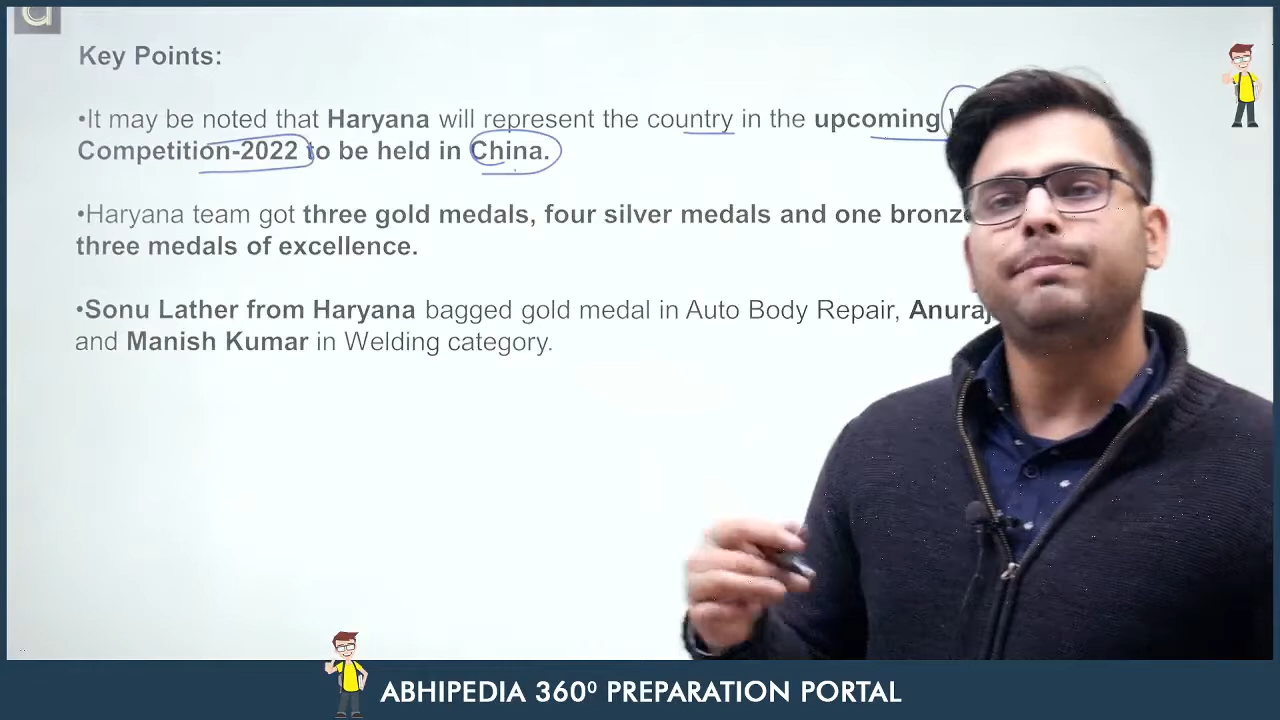 Key Points:
•It may be noted that Haryana will represent the country in the upcoming
Competition-2022 to be held in China.
•Haryana team got three gold medals, four silver medals and one
three medals of excellence.
•Sonu Lather from Haryana bagged gold medal in Auto Body Repair,
and Manish Kumar in Welding category.
ABHIPEDIA 360⁰ PREPARATION PORTAL